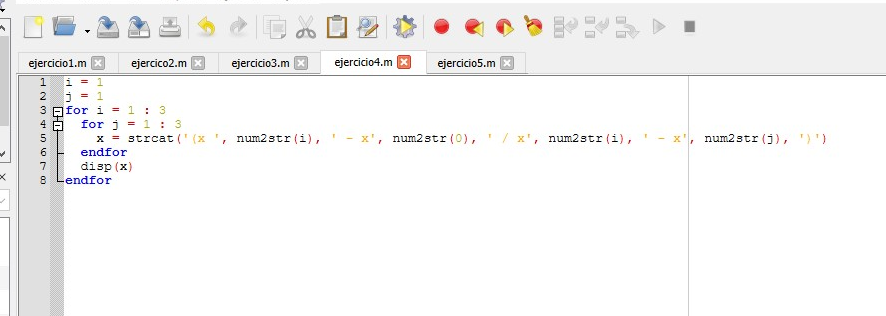 ejercicio1.m
ejercico2.m
ejercicio3.m
ejercicio4.m
ejercicio5.m
1 i = 1
2 j = 1
3 for i = 1 : 3
4 for j = 1 : 3
5 x = strcat('(x ', num2str(i), ' - x', num2str(0), ' / x', num2str(i), ' - x', num2str(j), ')')
6 endfor
7 disp(x)
8 endfor